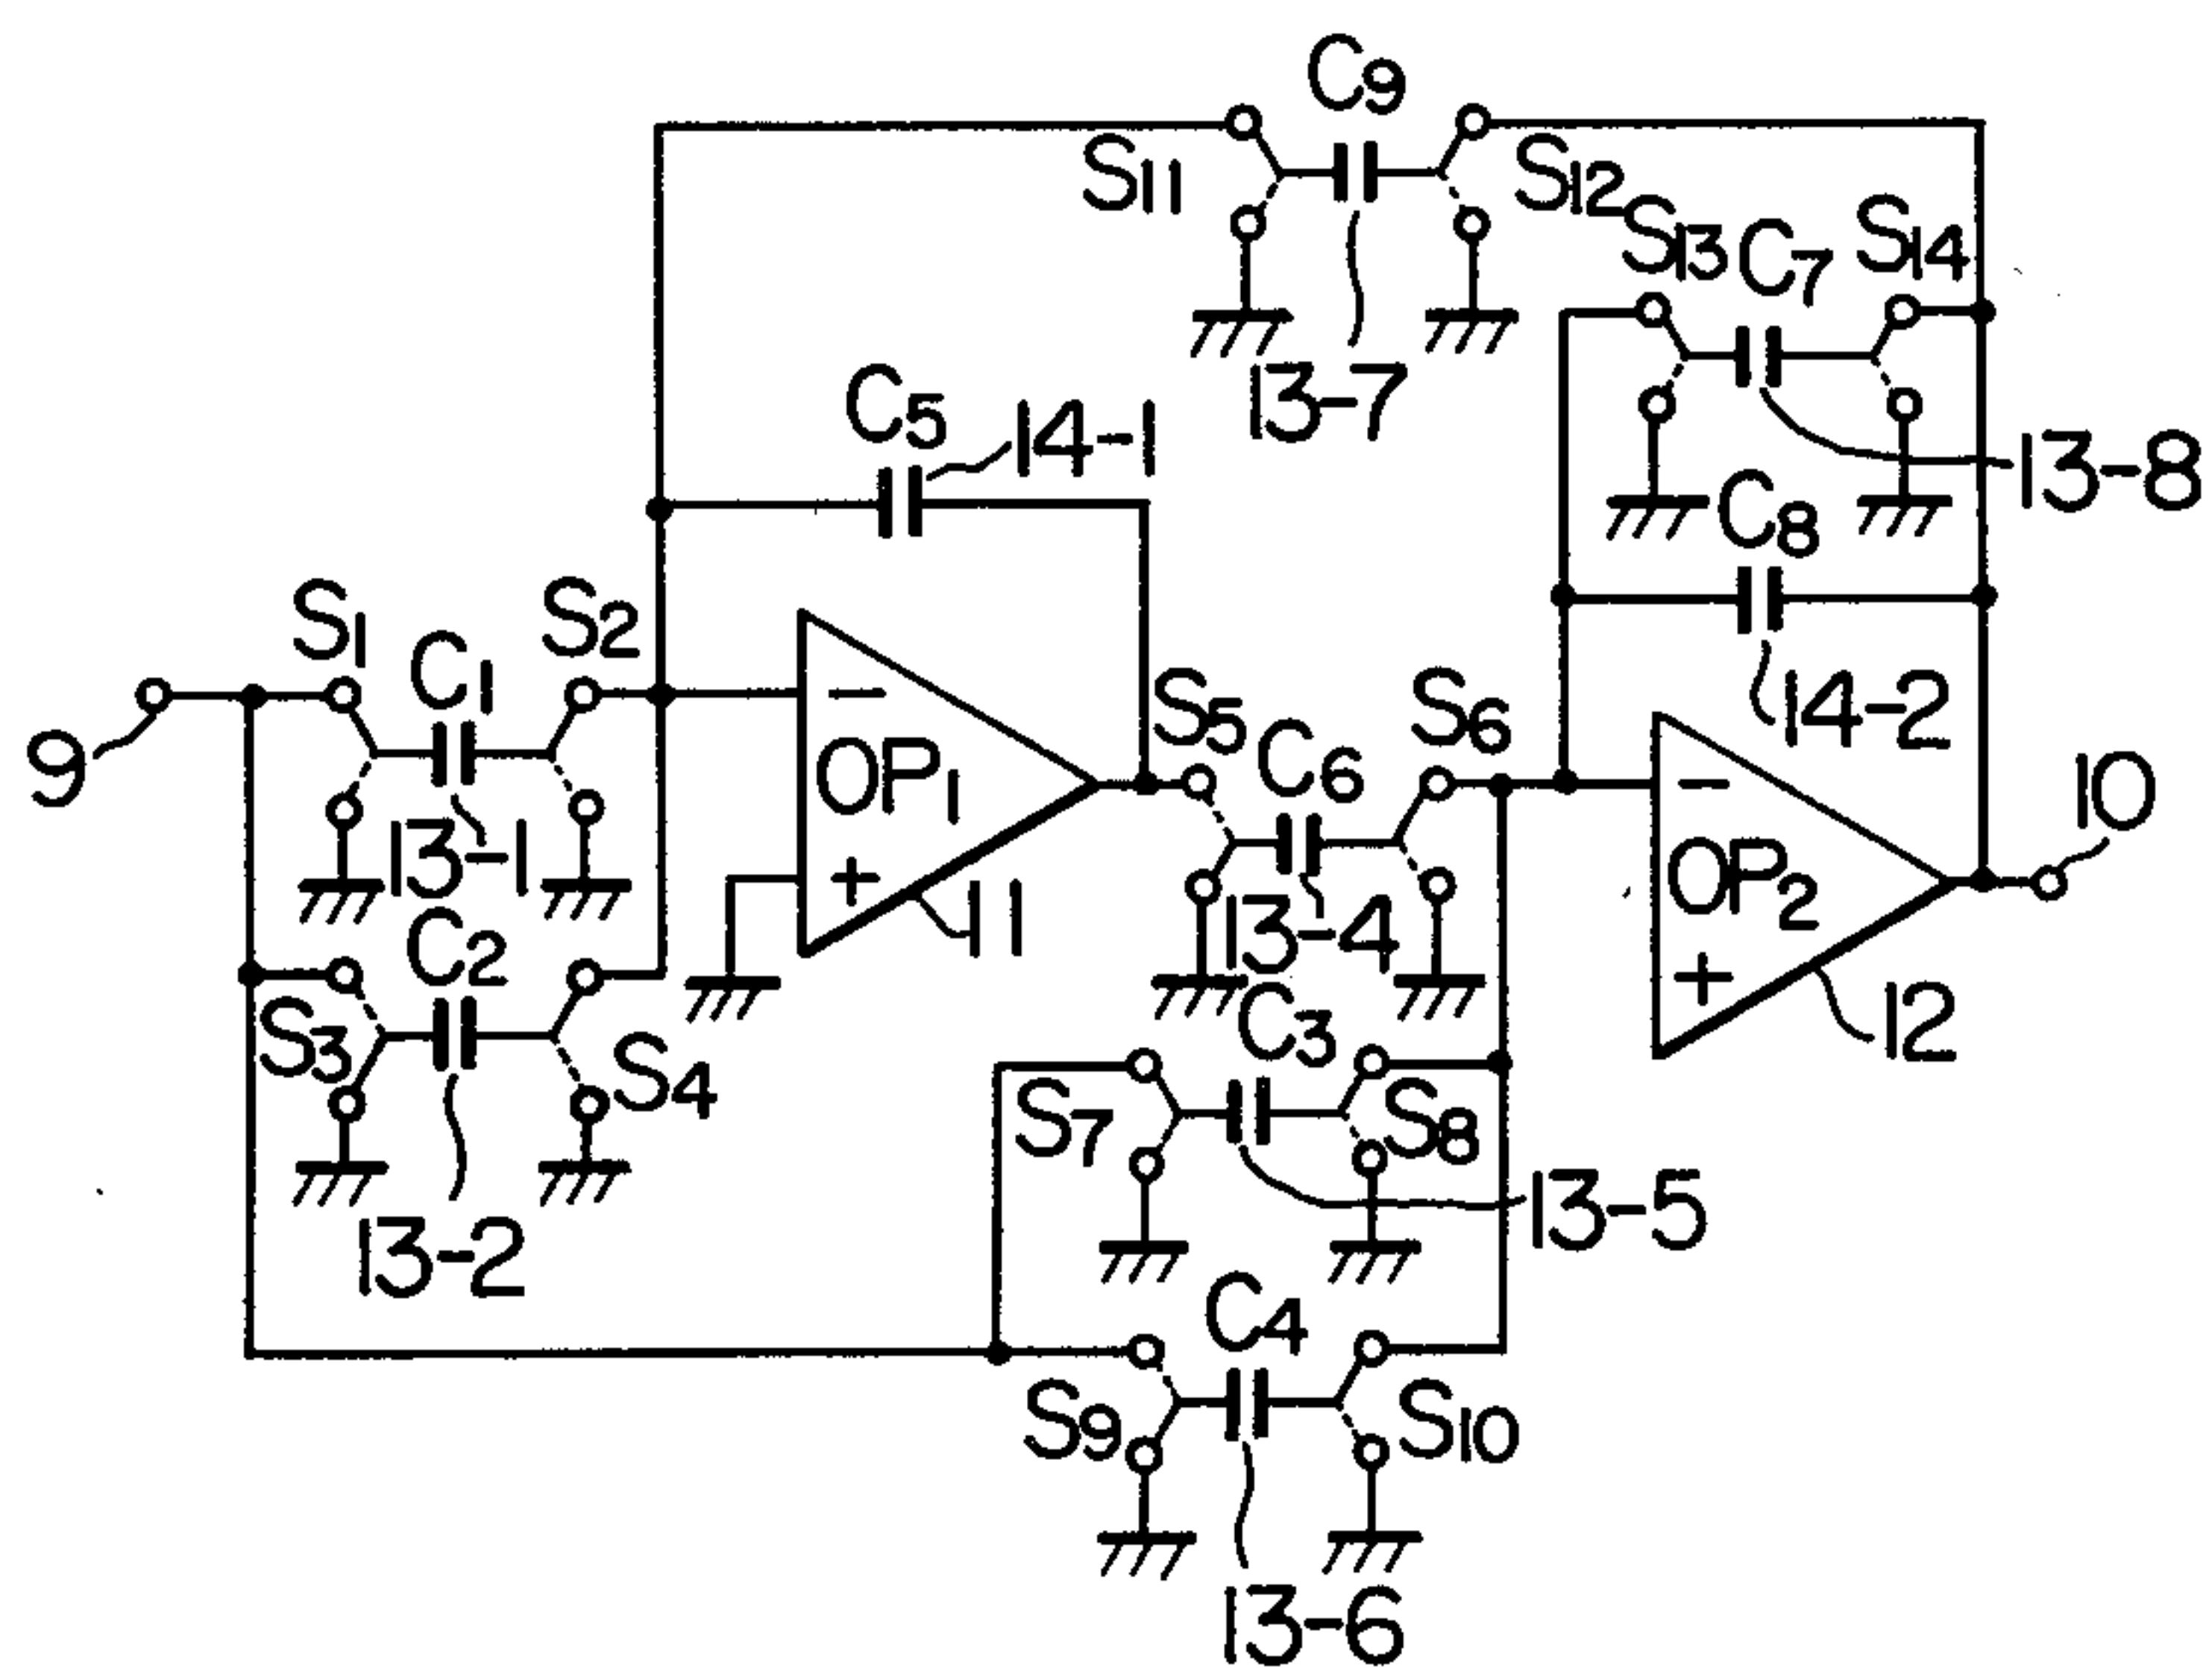 C9
S11
S12
S13
C7
S14
13-7
C5
14-1
13-8
C8
S1
C1
S2
14-2
S5
C6
S6
9
OP1
−
+
13-1
11
10
OP2
−
+
13-4
C2
S3
S4
C3
12
S7
S8
13-2
13-5
C4
S9
S10
13-6